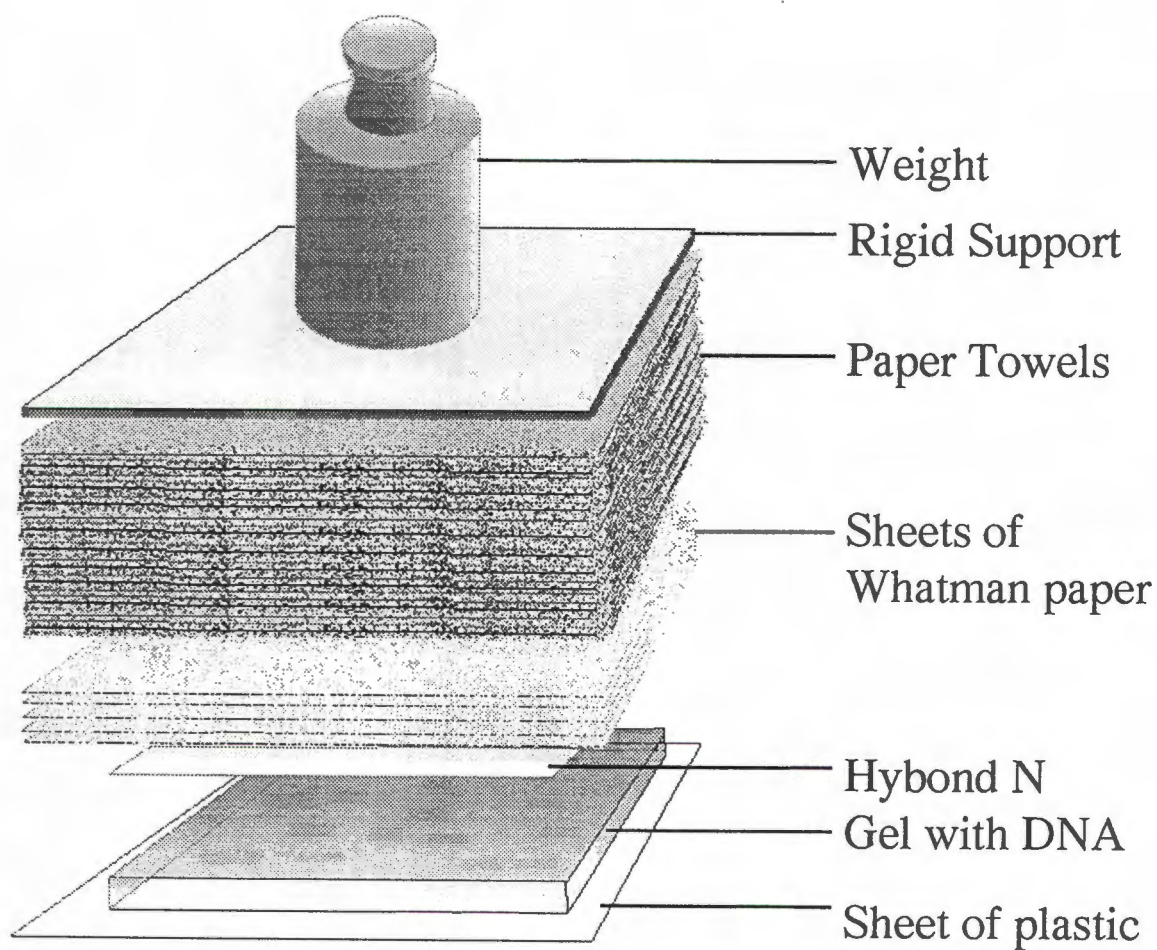 Weight
Rigid Support
Paper Towels
Sheets of
Whatman paper
Hybond N
Gel with DNA
Sheet of plastic